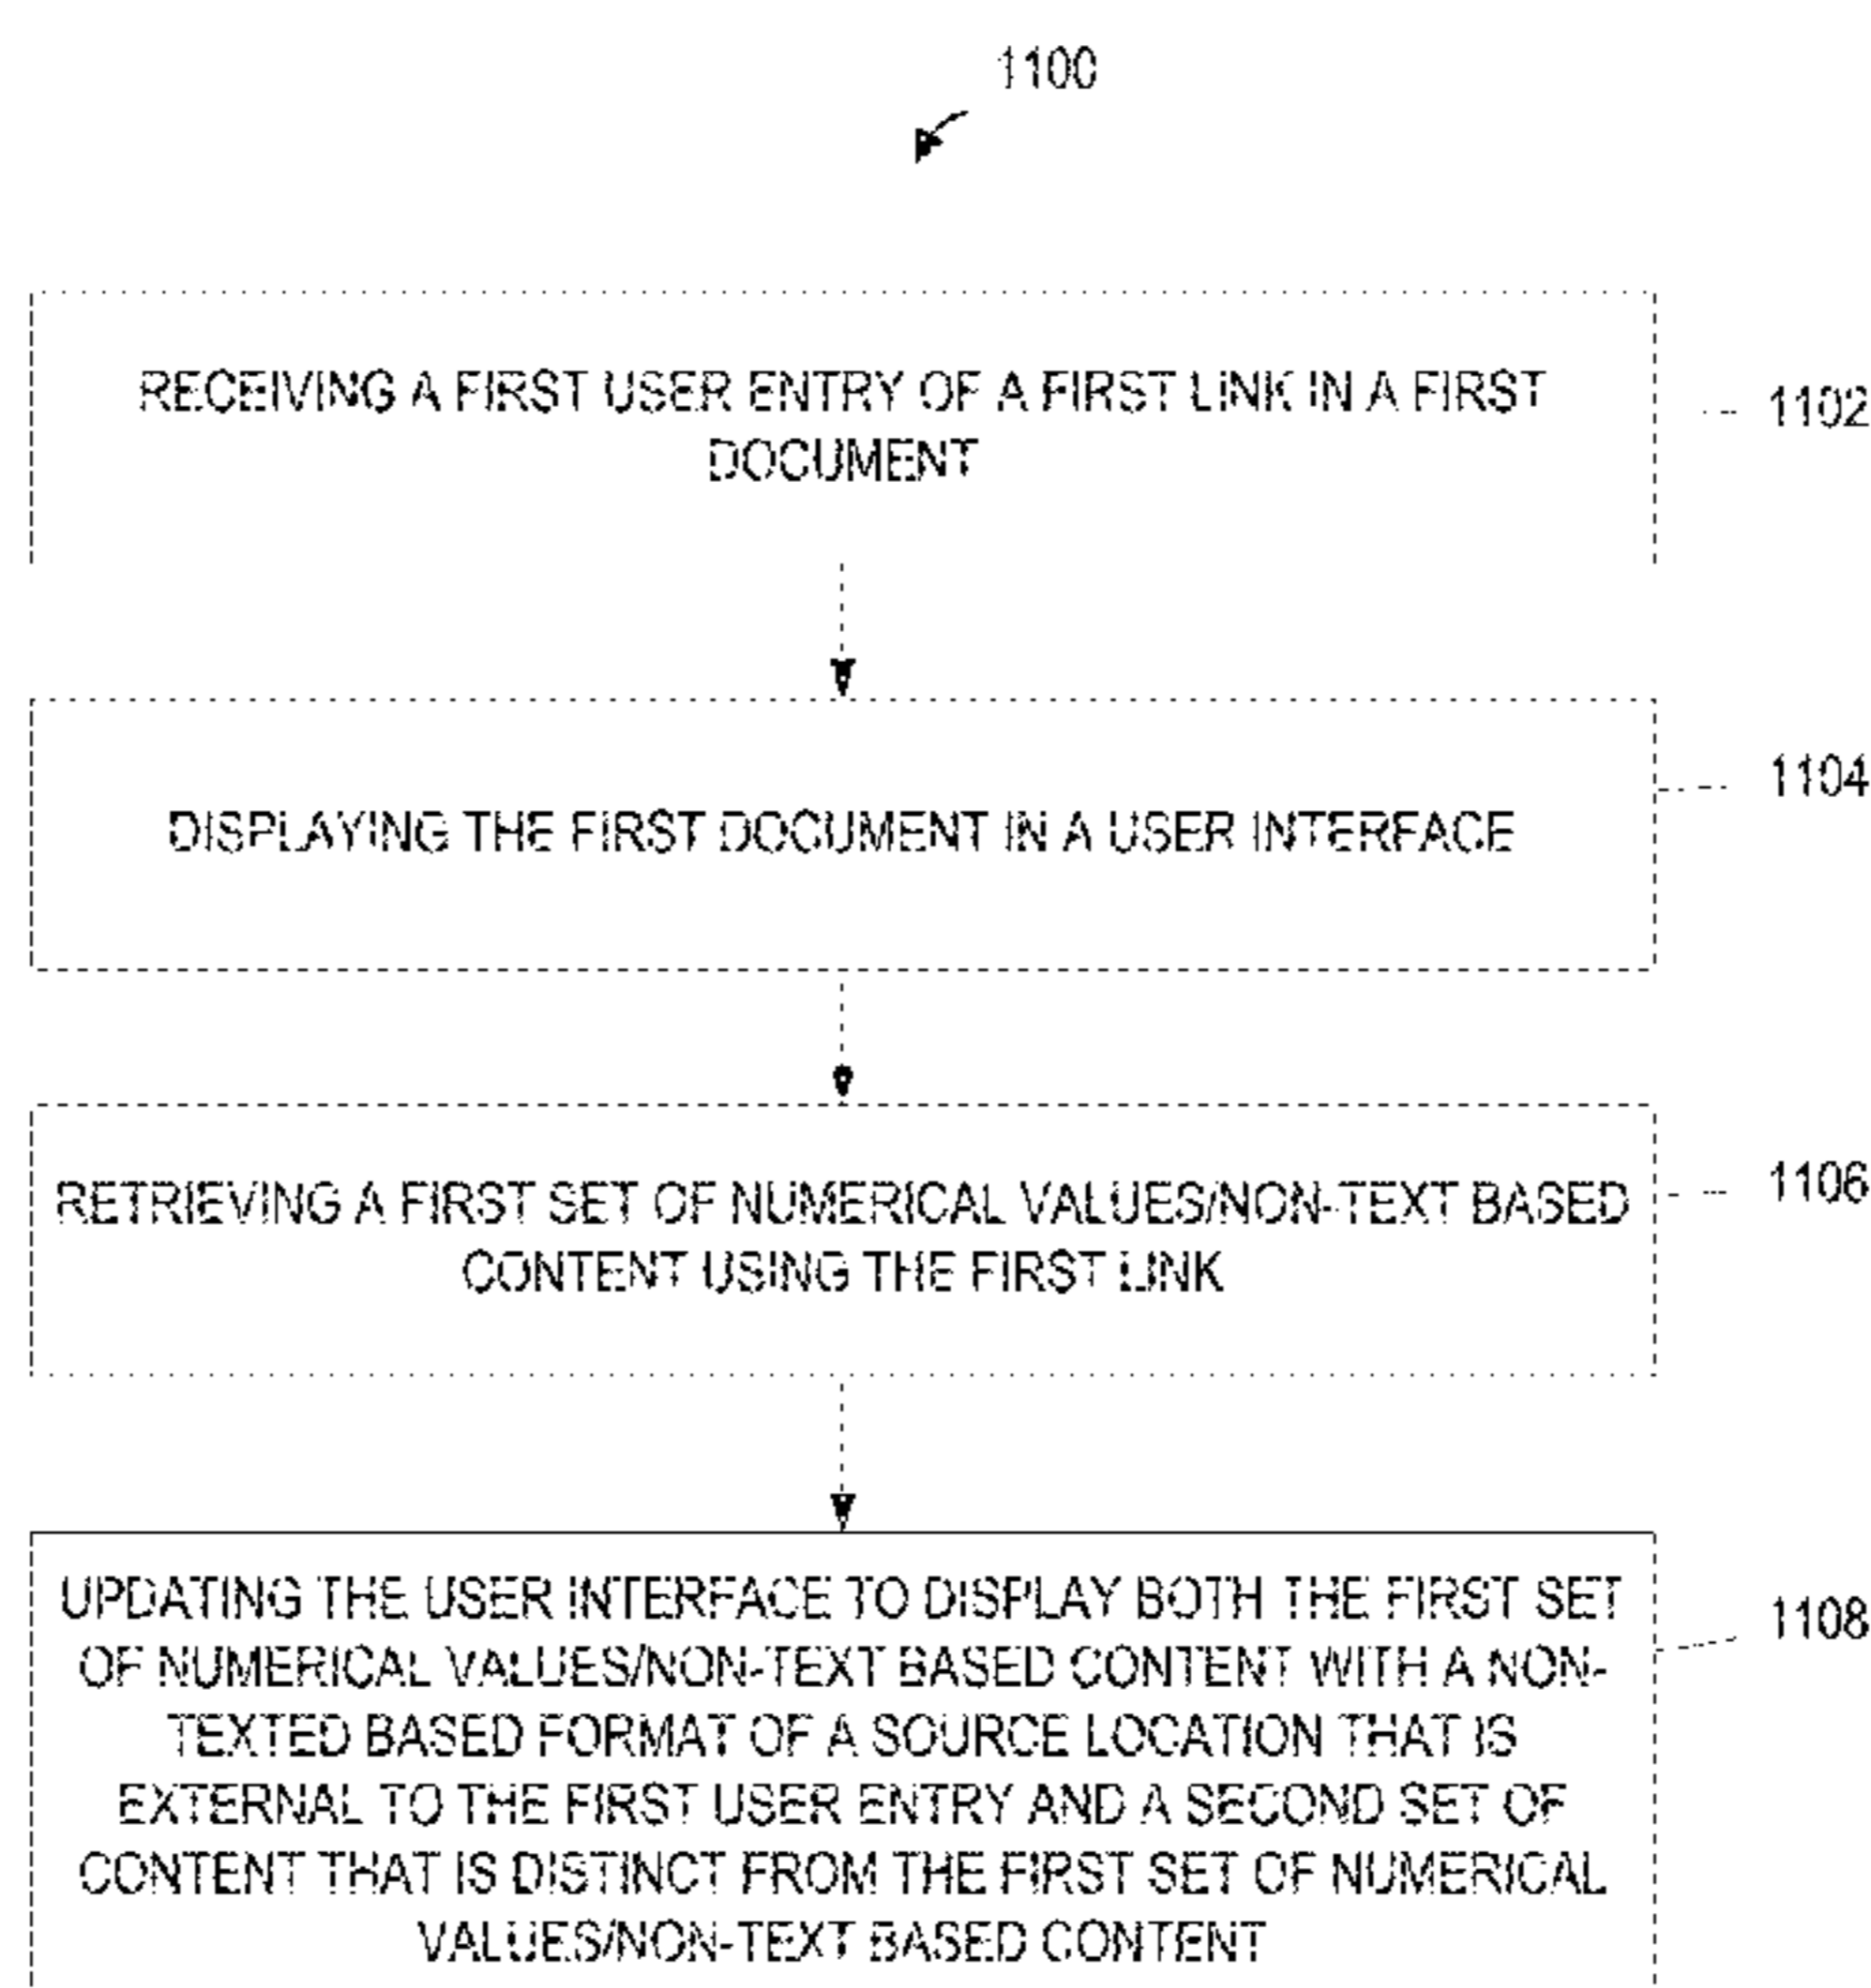 1100
RECEIVING A FIRST USER ENTRY OF A FIRST LINK IN A FIRST
DOCUMENT
1102
DISPLAYING THE FIRST DOCUMENT IN A USER INTERFACE
1104
RETRIEVING A FIRST SET OF NUMERICAL VALUES/NON-TEXT BASED
CONTENT USING THE FIRST LINK
1106
UPDATING THE USER INTERFACE TO DISPLAY BOTH THE FIRST SET
OF NUMERICAL VALUES/NON-TEXT BASED CONTENT WITH A NON-
TEXTED BASED FORMAT OF A SOURCE LOCATION THAT IS
EXTERNAL TO THE FIRST USER ENTRY AND A SECOND SET OF
CONTENT THAT IS DISTINCT FROM THE FIRST SET OF NUMERICAL
VALUES/NON-TEXT BASED CONTENT
1108